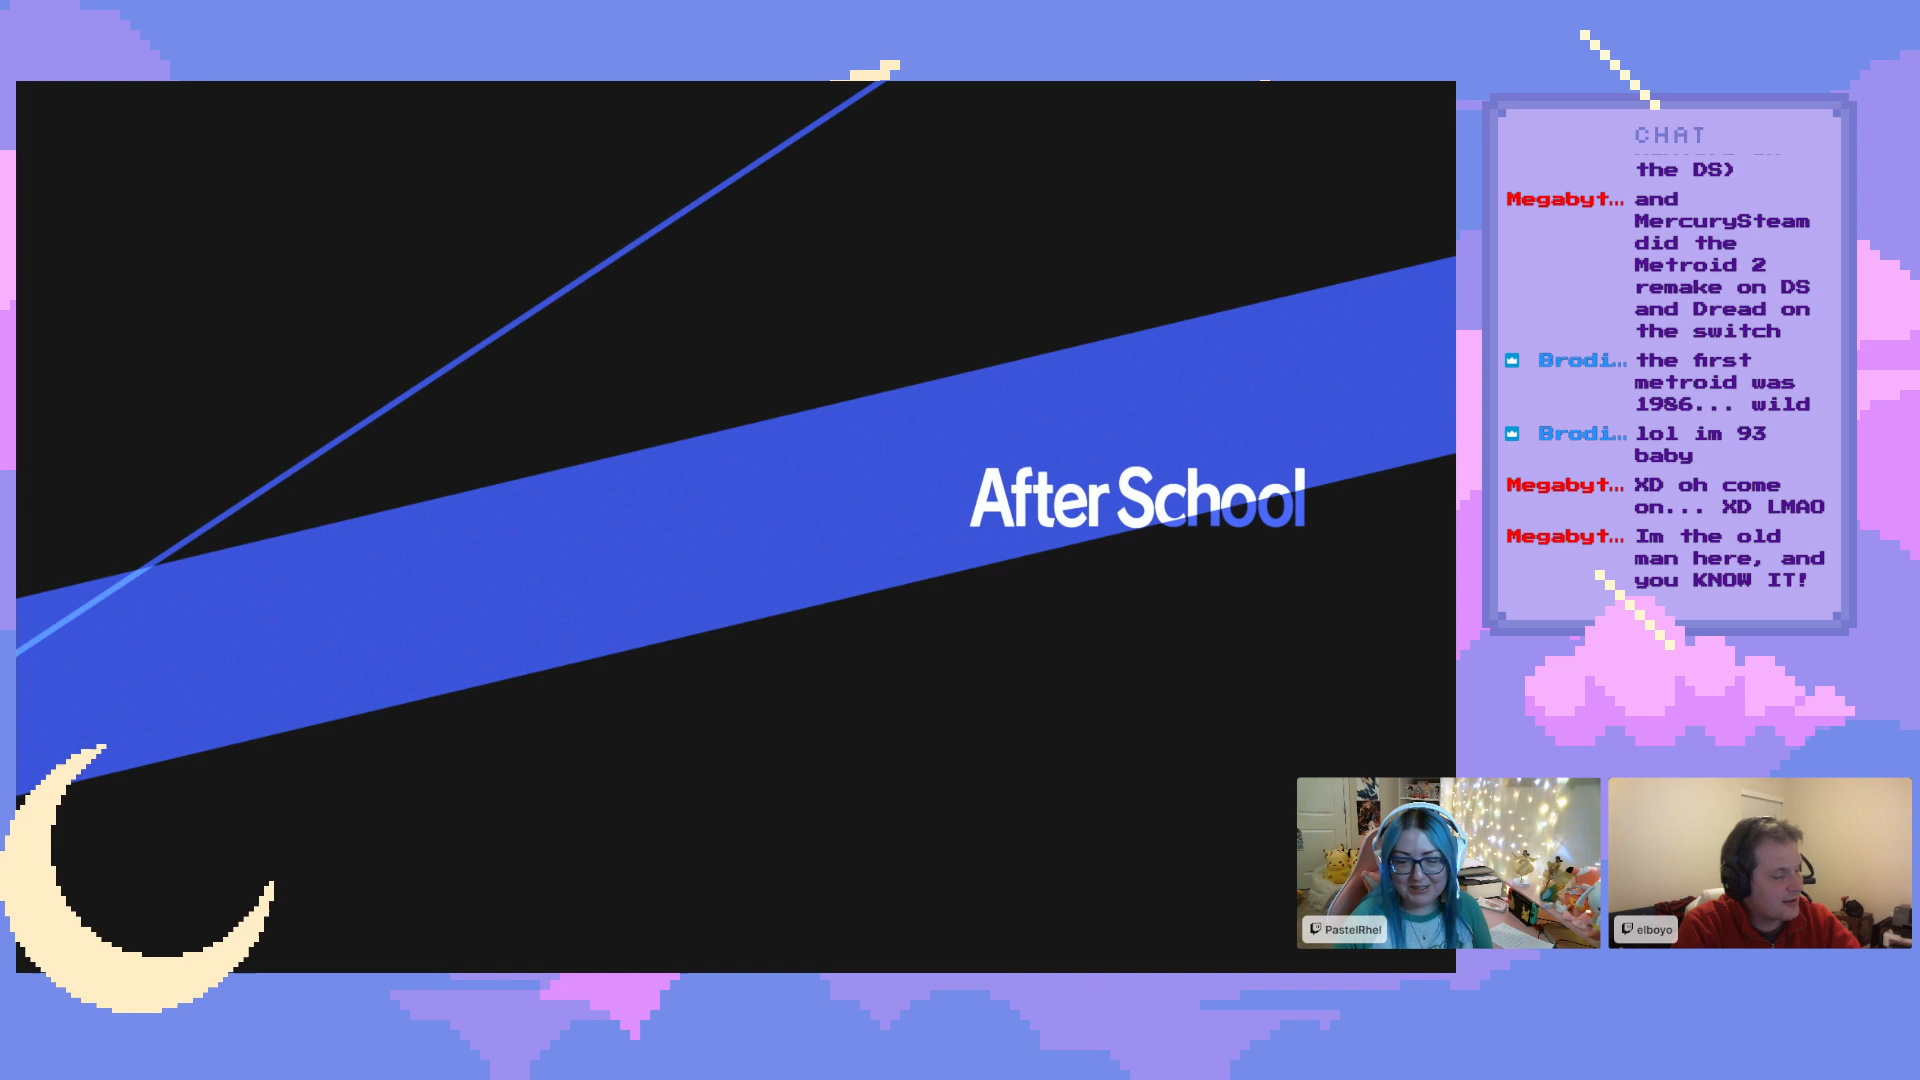 After School
CHAT
the DS)
Megabyt... and
MercurySteam
did the
Metroid 2
remake on DS
and Dread on
the switch
Brodi... the first
metroid was
1986... wild
Brodi... lol im 93
baby
Megabyt... XD oh come
on... XD LMAO
Megabyt... Im the old
man here, and
you KNOW IT!
PastelRhel
elboyo